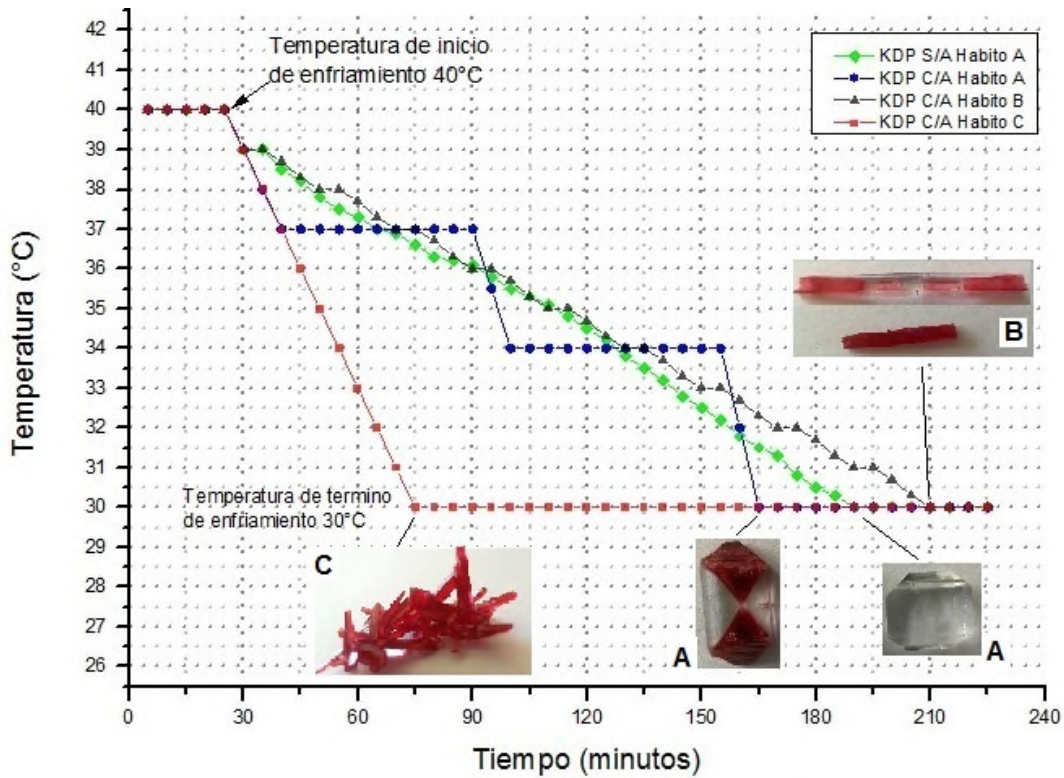 42
41
40
39
38
37
36
35
34
33
32
31
30
29
28
27
26
Temperatura (°C)
Temperatura de inicio
de enfriamiento 40°C
KDP S/A Habito A
KDP C/A Habito A
KDP C/A Habito B
KDP C/A Habito C
B
Temperatura de termino
de enfriamiento 30°C
C
A
A
0 30 60 90 120 150 180 210 240
Tiempo (minutos)